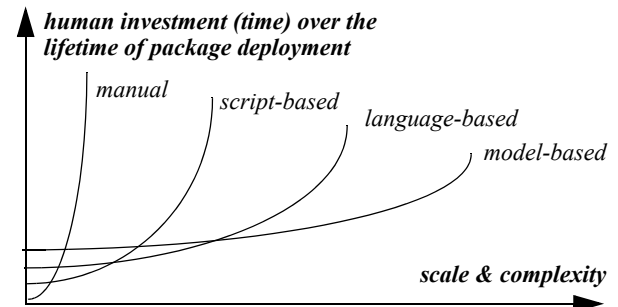 human investment (time) over the
lifetime of package deployment
manual
script-based
language-based
model-based
scale & complexity